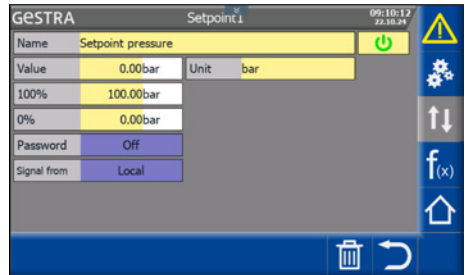 GESTRA Setpoint 1 09:10:12
22.10.24
Name Setpoint pressure
Value 0.00bar Unit bar
100% 100.00bar
0% 0.00bar
Password Off
Signal from Local
f(x)